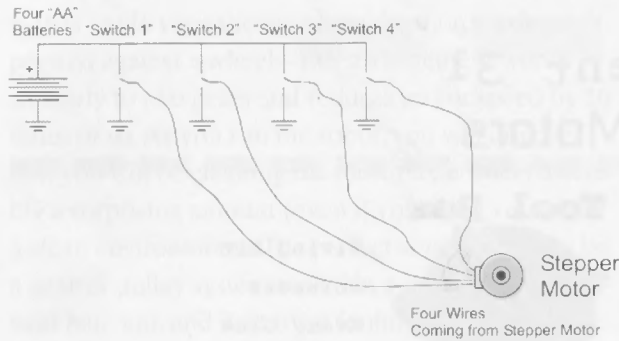 Four "AA"
Batteries
"Switch 1"
"Switch 2"
"Switch 3"
"Switch 4"
+
Stepper
Motor
Four Wires
Coming from Stepper Motor